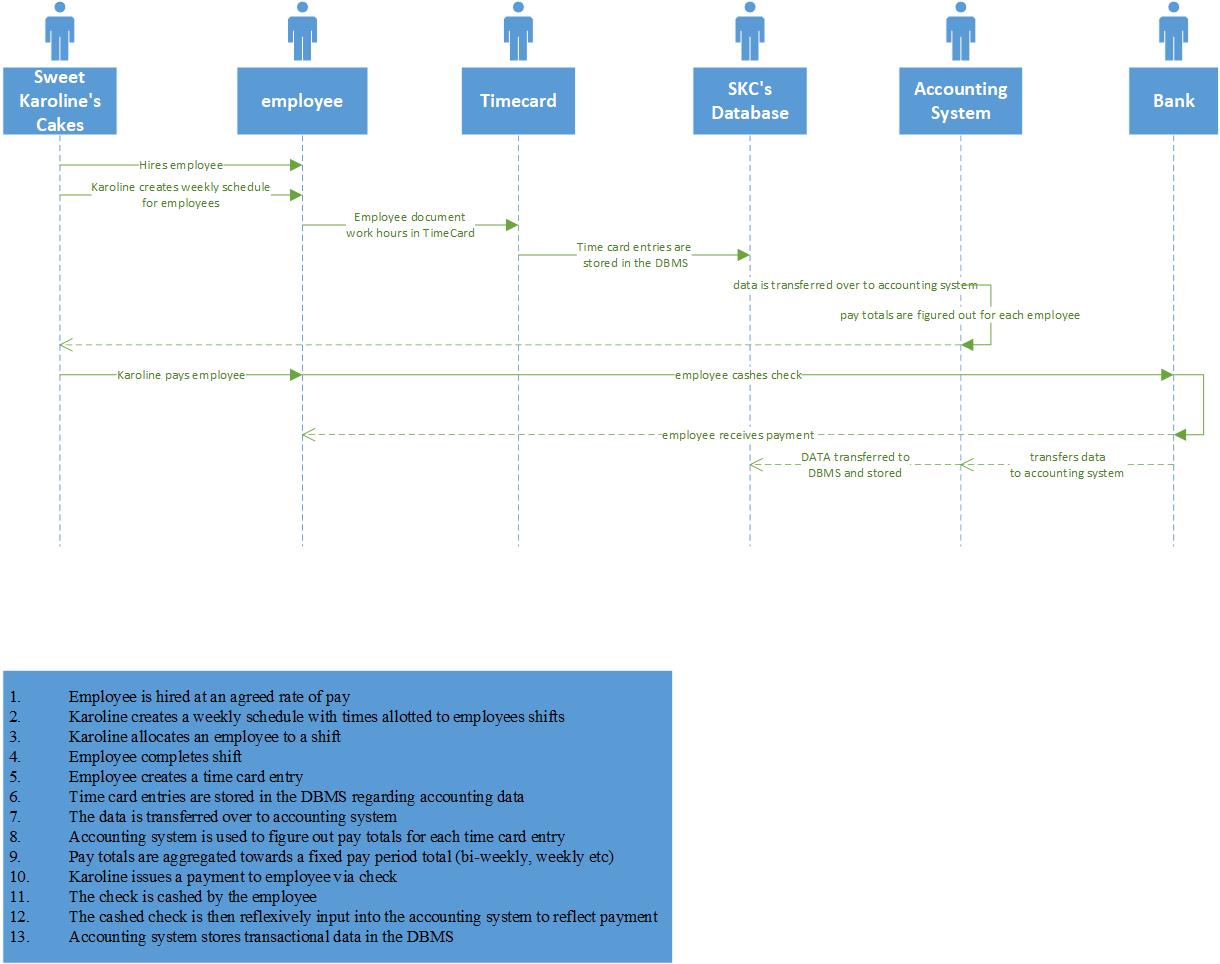 Sweet
Karoline's
Cakes
employee
Timecard
SKC's
Database
Accounting
System
Bank
Hires employee
Karoline creates weekly schedule
for employees
Employee document
work hours in TimeCard
Time card entries are
stored in the DBMS
data is transferred over to accounting system
pay totals are figured out for each employee
Karoline pays employee
employee cashes check
employee receives payment
DATA transferred to
DBMS and stored
transfers data
to accounting system
1. Employee is hired at an agreed rate of pay
2. Karoline creates a weekly schedule with times allotted to employees shifts
3. Karoline allocates an employee to a shift
4. Employee completes shift
5. Employee creates a time card entry
6. Time card entries are stored in the DBMS regarding accounting data
7. The data is transferred over to accounting system
8. Accounting system is used to figure out pay totals for each time card entry
9. Pay totals are aggregated towards a fixed pay period total (bi-weekly, weekly etc)
10. Karoline issues a payment to employee via check
11. The check is cashed by the employee
12. The cashed check is then reflexively input into the accounting system to reflect payment
13. Accounting system stores transactional data in the DBMS